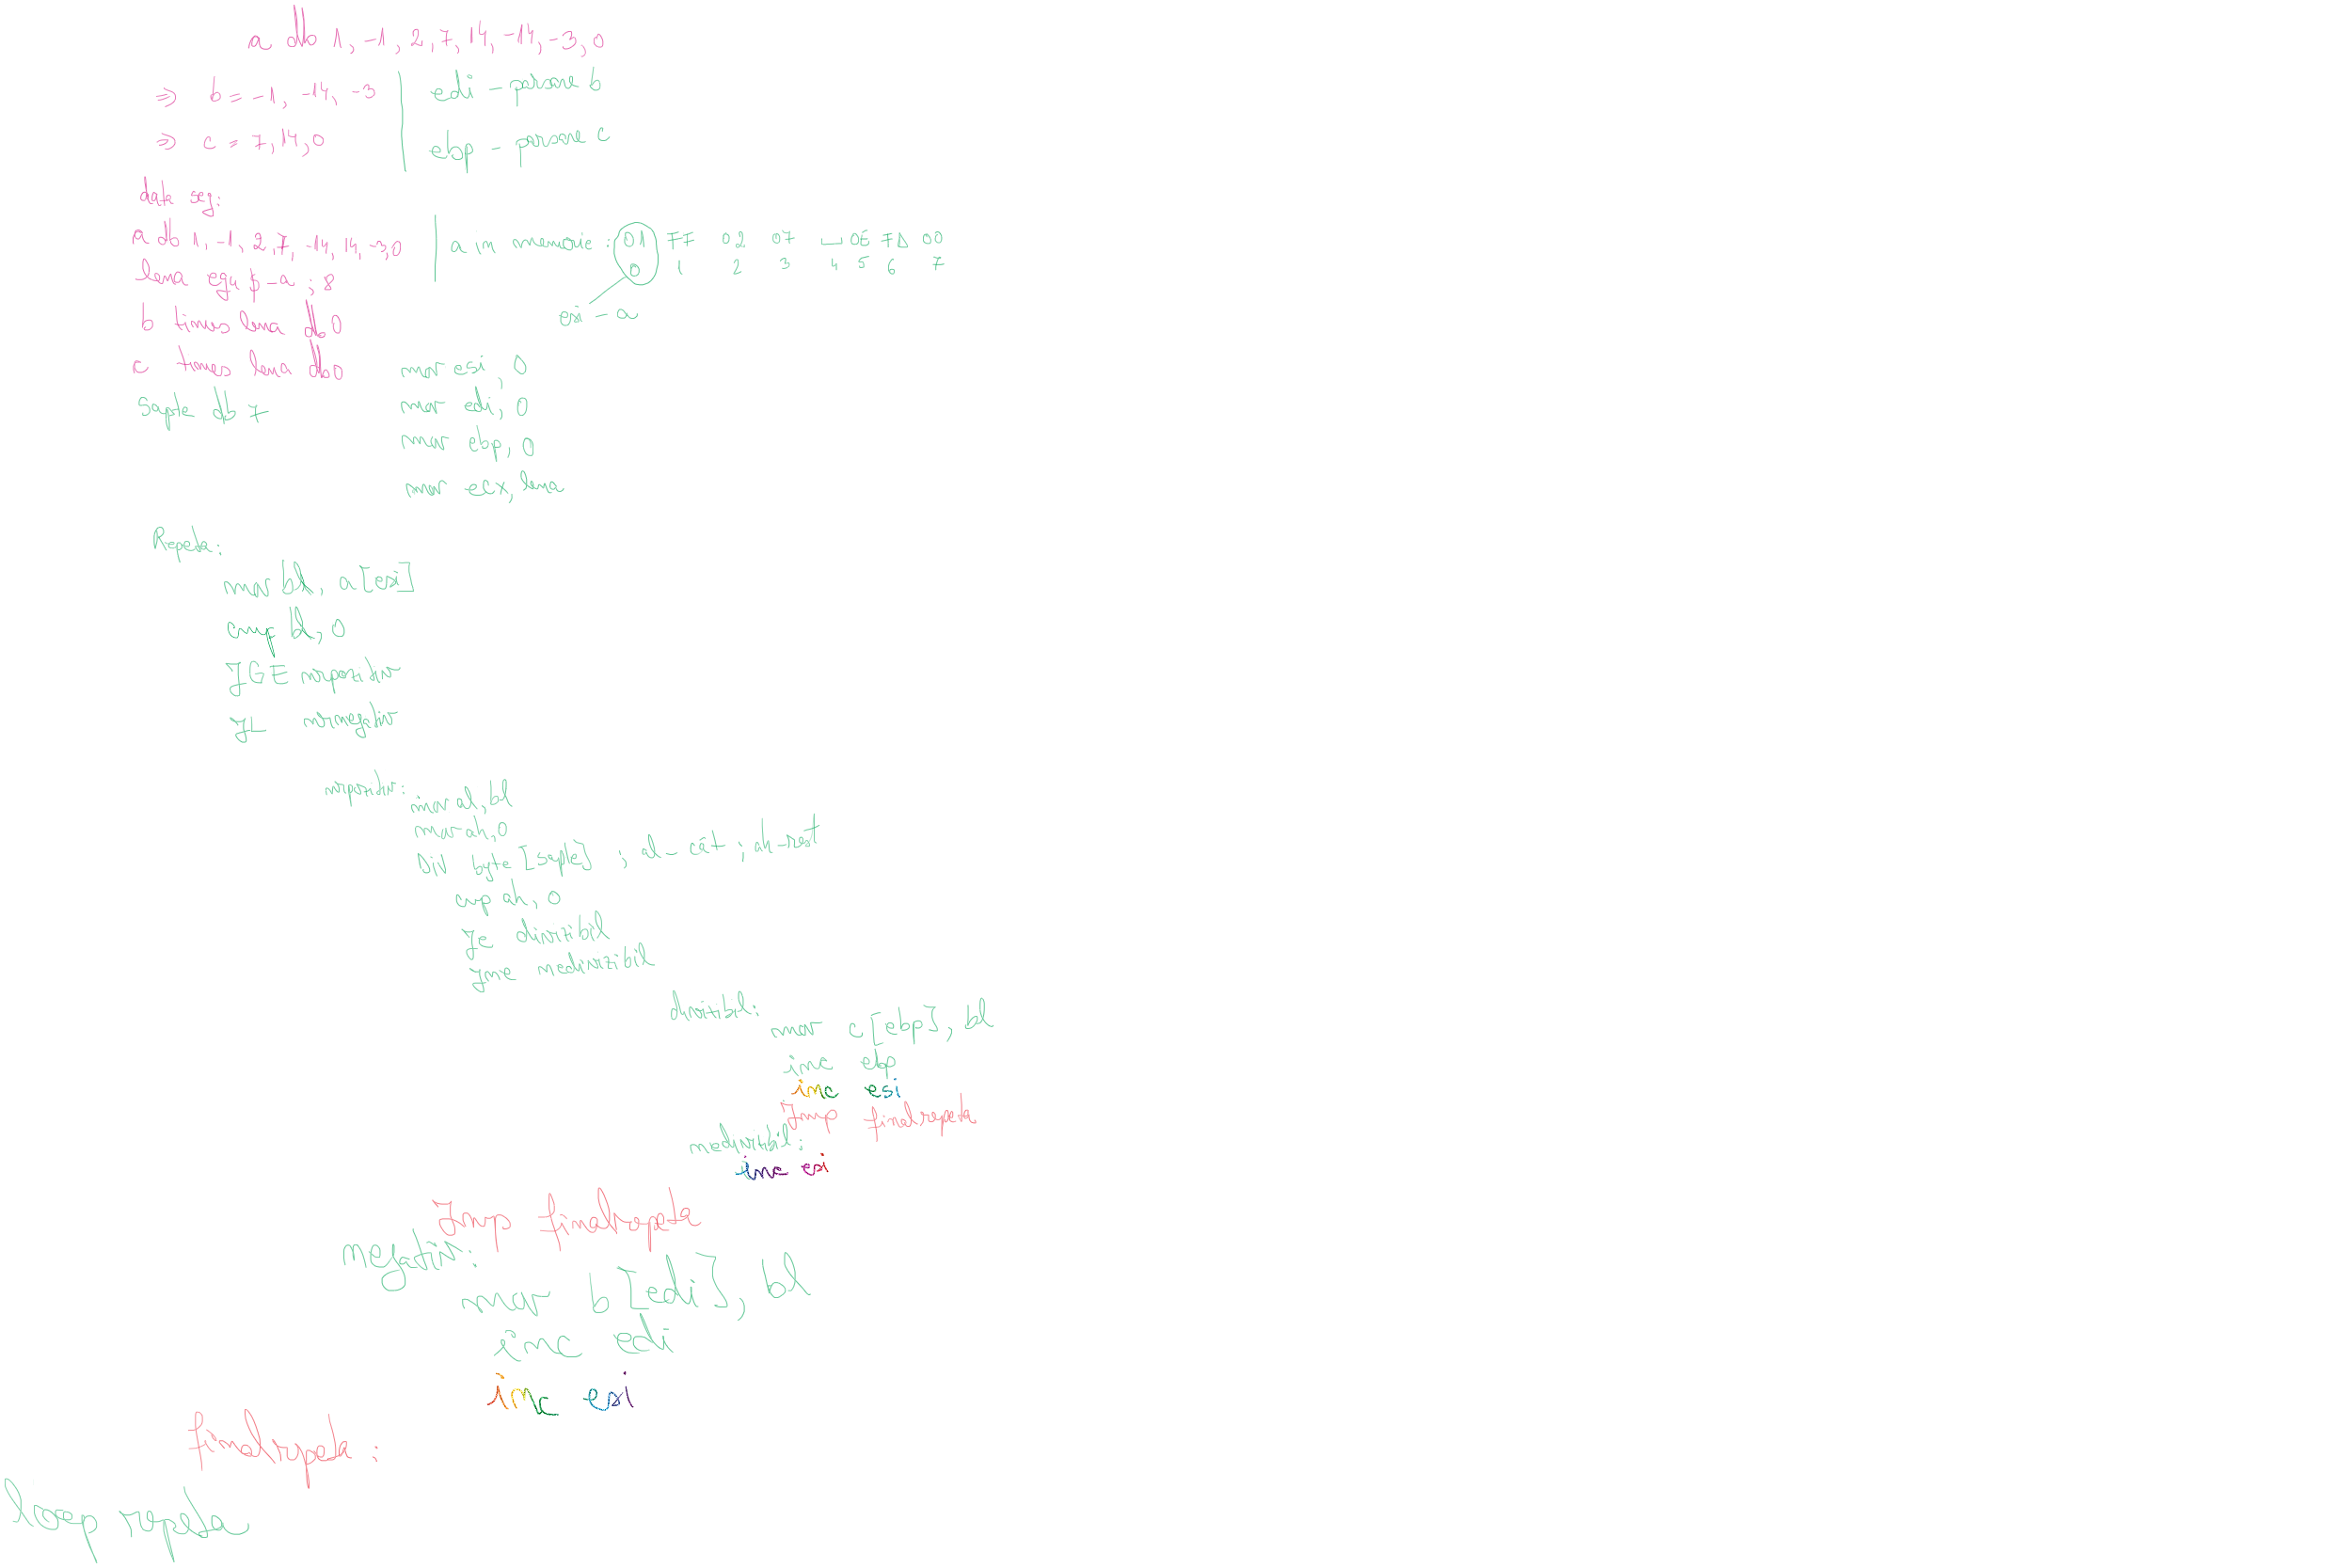 a db 1, -1, 2, 7, 14, -14, -3, 0
⇒ b = -1, -14, -3 | edi - pozone b
⇒ c = 7, 14, 0 | ebp - pozone c
data seg:
a db 1, -1, 2, 7, -14, 14, -3, 0 | a in memorie : 01 FF 02 07 _ 0E FD 00
0 1 2 3 4 5 6 7
lena equ $-a ; 8
esi - a
b times lena db 0
c times lena db 0
mov esi, 0
Sapte db 7
mov edi, 0
mov ebp, 0
mov ecx, lena
Repeta:
mov bl, a[esi]
cmp bl, 0
JGE nrpozitiv
JL nrnegativ
nrpozitiv:
mov al, bl
mov ah, 0
Div byte [sapte] ; al - cât ; ah - rest
cmp ah, 0
Je divizibil
jne nedivizibil
divizibil:
mov c[ebp], bl
inc ebp
inc esi
Jmp finalrepeta
nedivizibil:
inc esi
Jmp finalrepeta
negativ:
mov b[edi], bl
inc edi
inc esi
finalrepeta :
loop repeta